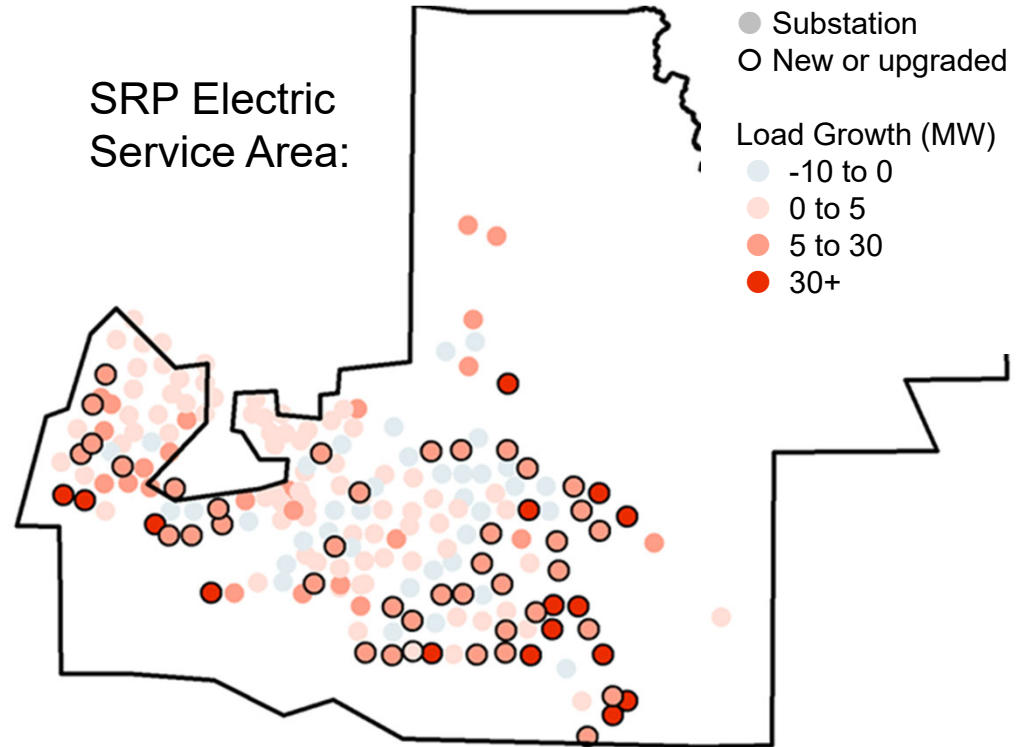 SRP Electric
Service Area:
Substation
New or upgraded
Load Growth (MW)
-10 to 0
0 to 5
5 to 30
30+